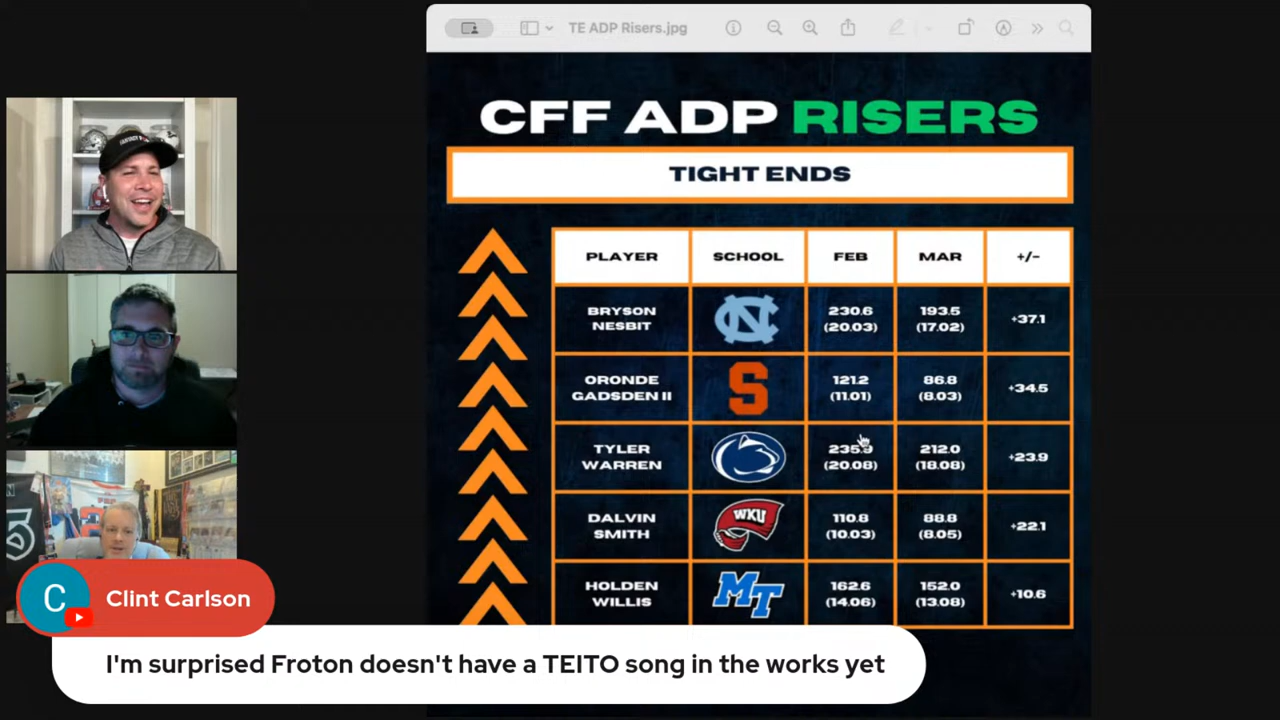 TE ADP Risers.jpg
CFF ADP RISERS
TIGHT ENDS
PLAYER SCHOOL FEB MAR +/-
BRYSON NESBIT NC 230.6 (20.03) 193.5 (17.02) +37.1
ORONDE GADSDEN II S 121.2 (11.01) 86.8 (8.03) +34.5
TYLER WARREN (20.08) 212.0 (18.08) +23.9
DALVIN SMITH WKU 110.8 (10.03) 88.8 (8.05) +22.1
HOLDEN WILLIS MT 162.6 (14.06) 152.0 (13.08) +10.6
C Clint Carlson
I'm surprised Froton doesn't have a TEITO song in the works yet